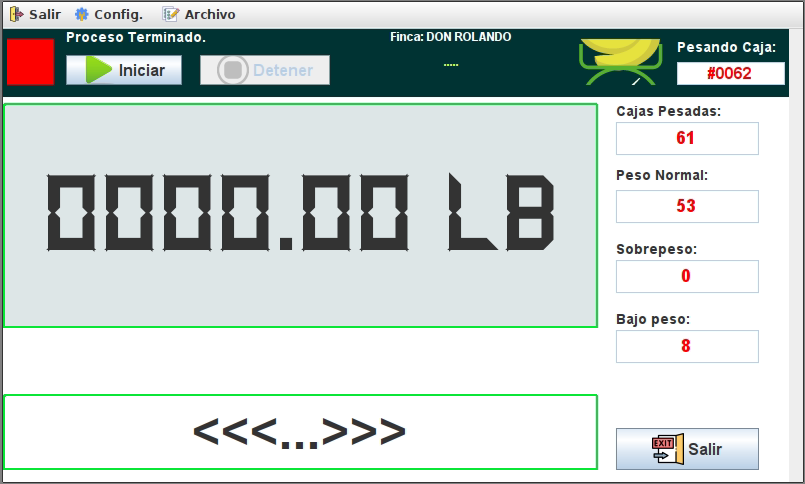 Salir Config. Archivo
Proceso Terminado.
Finca: DON ROLANDO
Iniciar
Detener
.....
Pesando Caja:
#0062
0000.00 LB
Cajas Pesadas:
61
Peso Normal:
53
Sobrepeso:
0
Bajo peso:
8
<<<...>>>
EXIT
Salir